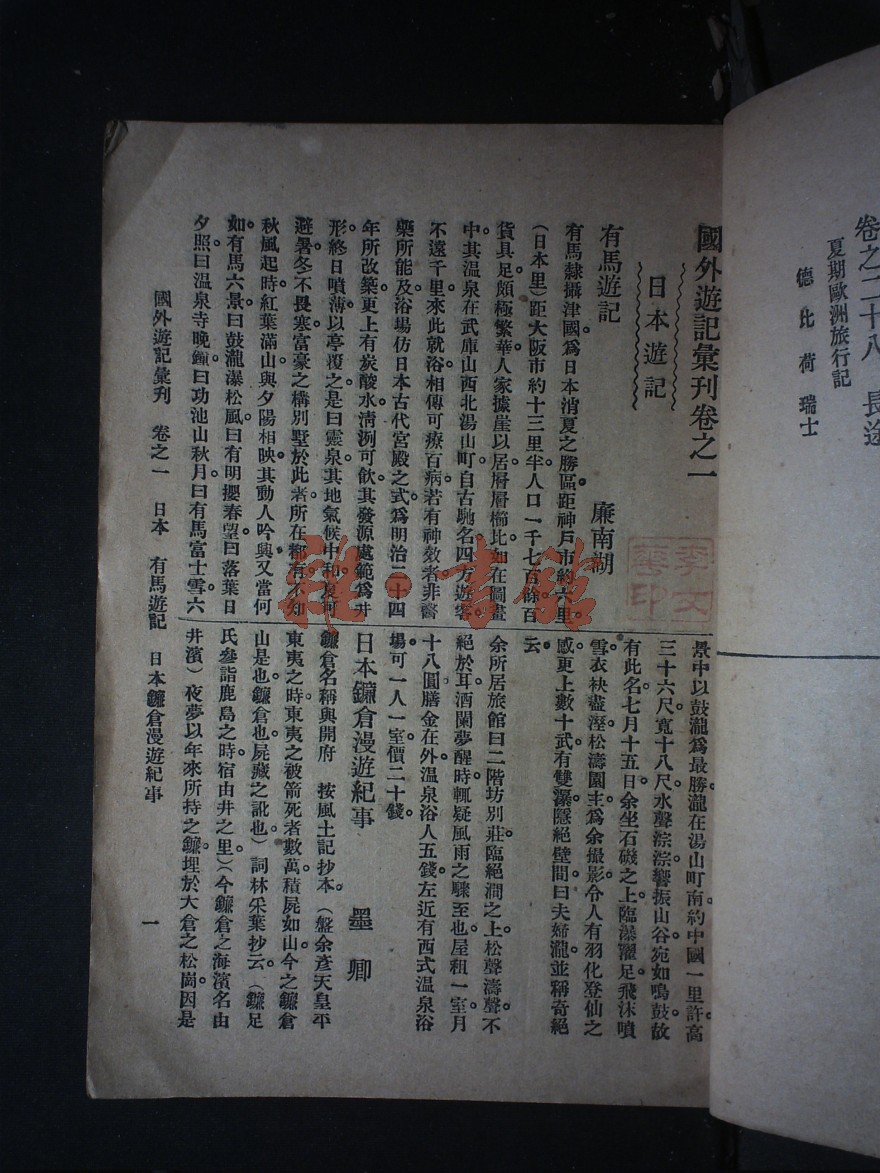 卷之二十八 長途
夏期歐洲旅行記
德 比 荷 瑞士
國外遊記彙刊卷之一
日本遊記
有馬遊記
廉南湖
有馬隸攝津國。爲日本消夏之勝區。距神戶市約六里。
(日本里)距大阪市約十三里半。人口一千七百餘。百
貨具足。頗極繁華。人家據崖以居。層層櫛比。如在圖畫
中。其溫泉在武庫山西北湯山町。自古馳名。四方遊客。
不遠千里來此就浴。相傳可療百病。若有神效者。非醫
藥所能及。浴場仿日本古代宮殿之式。爲明治二十四
年所改築。更上有炭酸水。淸洌可飲。其發源處範爲井
形。終日噴薄。以亭覆之。是曰靈泉。其地氣候中和。夏可
避暑。冬不畏寒。富豪之構別墅於此者。所在都有。不知
秋風起時。紅葉滿山。與夕陽相映。其動人吟興。又當何
如。有馬六景。曰鼓瀧瀑松風。曰有明櫻春望。曰落葉日
夕照。曰溫泉寺晚鐘。曰功池山秋月。曰有馬富士雪。六
景中以鼓瀧爲最勝。瀧在湯山町南。約中國一里許。高
三十六尺。寬十八尺。水聲淙淙。響振山谷。宛如鳴鼓。故
有此名。七月十五日。余坐石磯之上。臨瀑濯足。飛沫噴
雪。衣袂盡溼。松濤園主爲余撮影。令人有羽化登仙之
感。更上數十武。有雙瀑。隱絕壁間。曰夫婦瀧。並稱奇絕
云。
余所居旅館曰二階坊別莊。臨絕澗之上。松聲濤聲。不
絕於耳。酒闌夢醒時。輒疑風雨之驟至也。屋租一室。月
十八圓。膳金在外。溫泉浴人五錢。左近有西式溫泉浴
場。可一人一室。價二十錢。
日本鎌倉漫遊紀事
墨 卿
鎌倉名稱與開府 按風土記抄本。(盤余彥天皇平
東夷之時。東夷之被箭死者數萬。積屍如山。今之鎌倉
山是也。鎌倉也。屍藏之訛也)詞林采葉抄云。(鎌足
氏參詣鹿島之時。宿由井之里。)(今鎌倉之海濱名由
井濱)夜夢以年來所持之鎌。埋於大倉之松崗。因是
國外遊記彙刊 卷之一 日本 有馬遊記 日本鎌倉漫遊紀事
一
季文華印
雅·書館